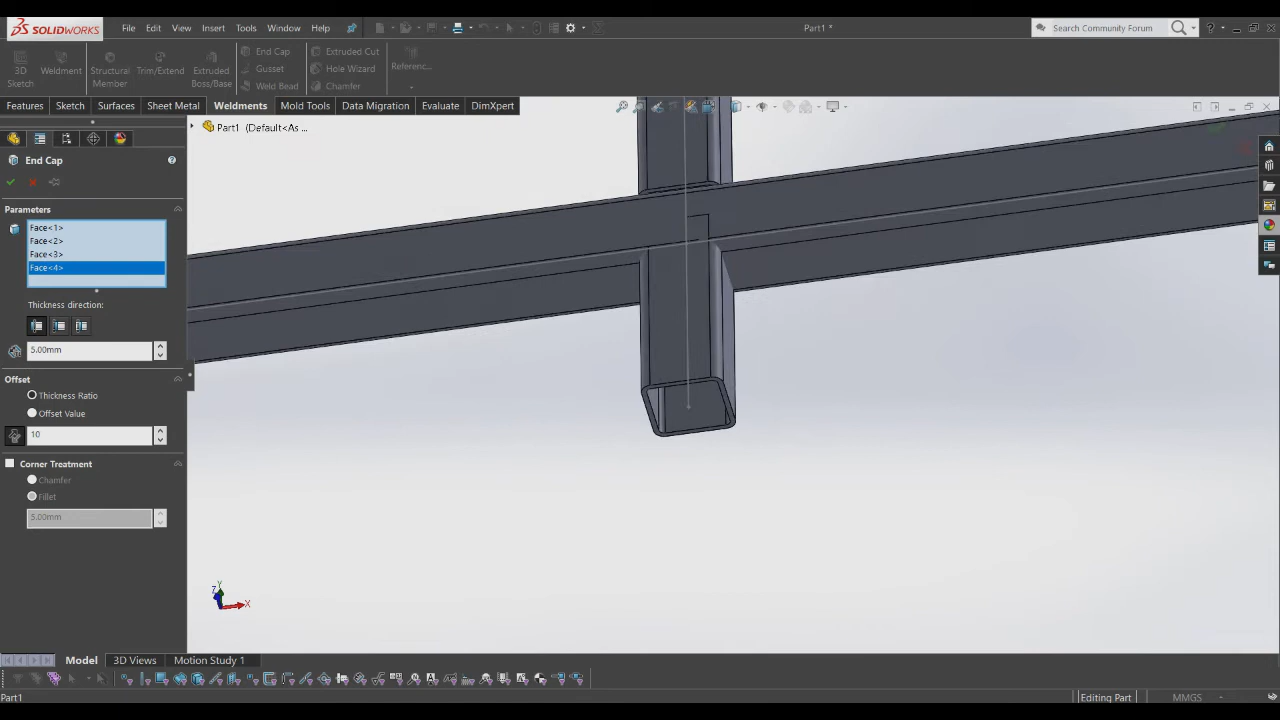 SOLIDWORKS File Edit View Insert Tools Window Help Part1 * Search Community Forum ?
3D Sketch Weldment Structural Member Trim/Extend Extruded Boss/Base End Cap Extruded Cut Referenc...
Gusset Hole Wizard
Weld Bead Chamfer
Features Sketch Surfaces Sheet Metal Weldments Mold Tools Data Migration Evaluate DimXpert
Part1 (Default<As ...
End Cap ?
Parameters
Face<1>
Face<2>
Face<3>
Face<4>
Thickness direction:
5.00mm
Offset
Thickness Ratio
Offset Value
10
Corner Treatment
Chamfer
Fillet
5.00mm
Y
Z
X
Model 3D Views Motion Study 1
Part1 Editing Part MMGS